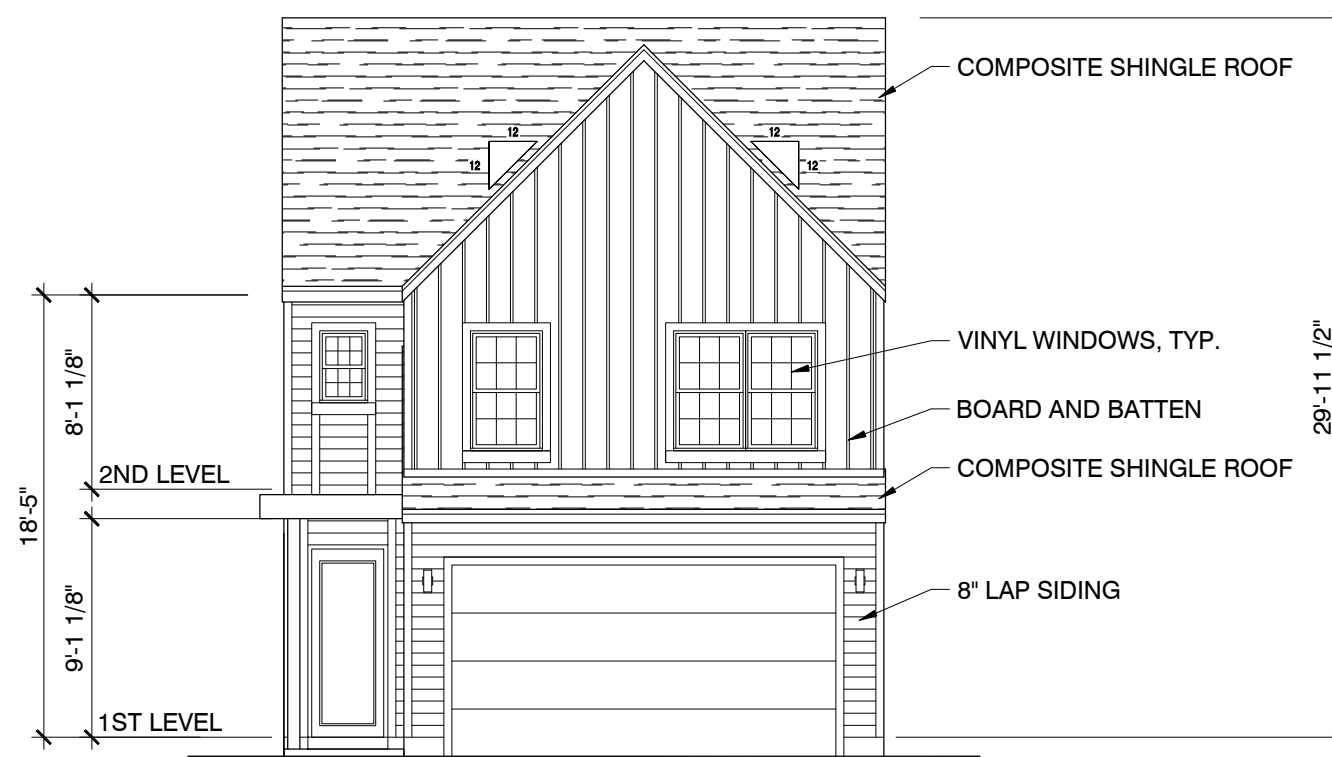 COMPOSITE SHINGLE ROOF
12
12
12
12
29'-11 1/2"
VINYL WINDOWS, TYP.
8'-1 1/8"
BOARD AND BATTEN
COMPOSITE SHINGLE ROOF
2ND LEVEL
18'-5"
8" LAP SIDING
9'-1 1/8"
1ST LEVEL